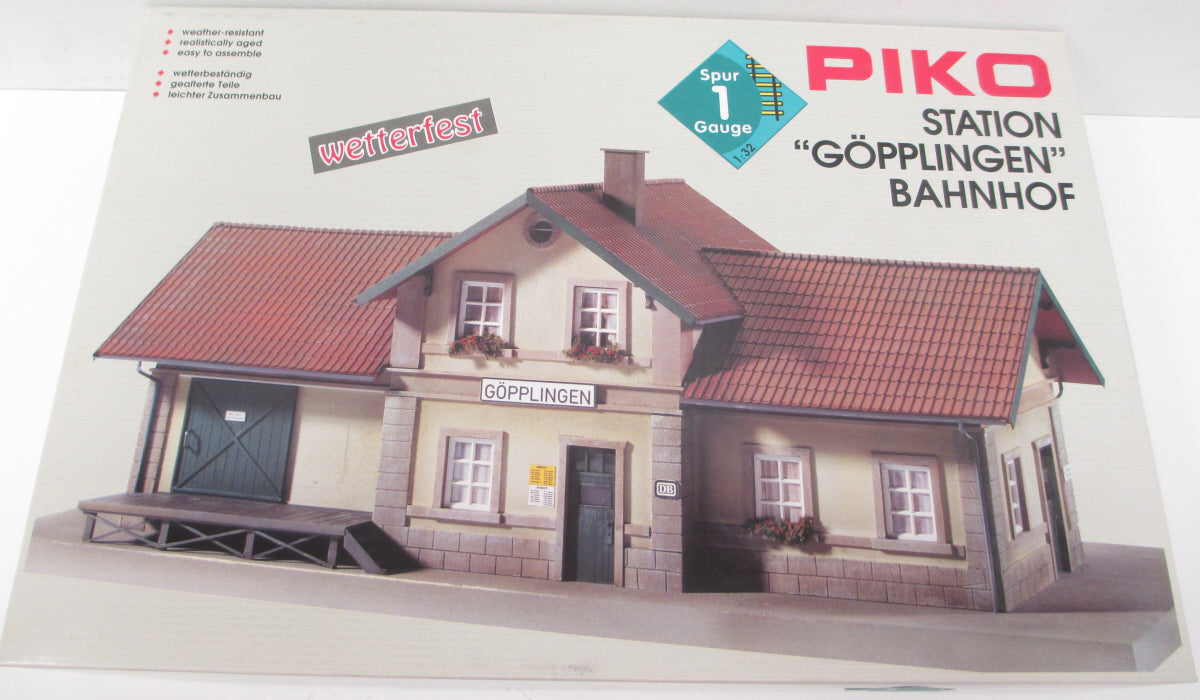 weather-resistant
realistically aged
easy to assemble
wetterbeständig
gealterte Teile
leichter Zusammenbau
wetterfest
Spur
1
Gauge
1:32
PIKO
STATION
“GÖPPLINGEN”
BAHNHOF
GÖPPLINGEN
DB